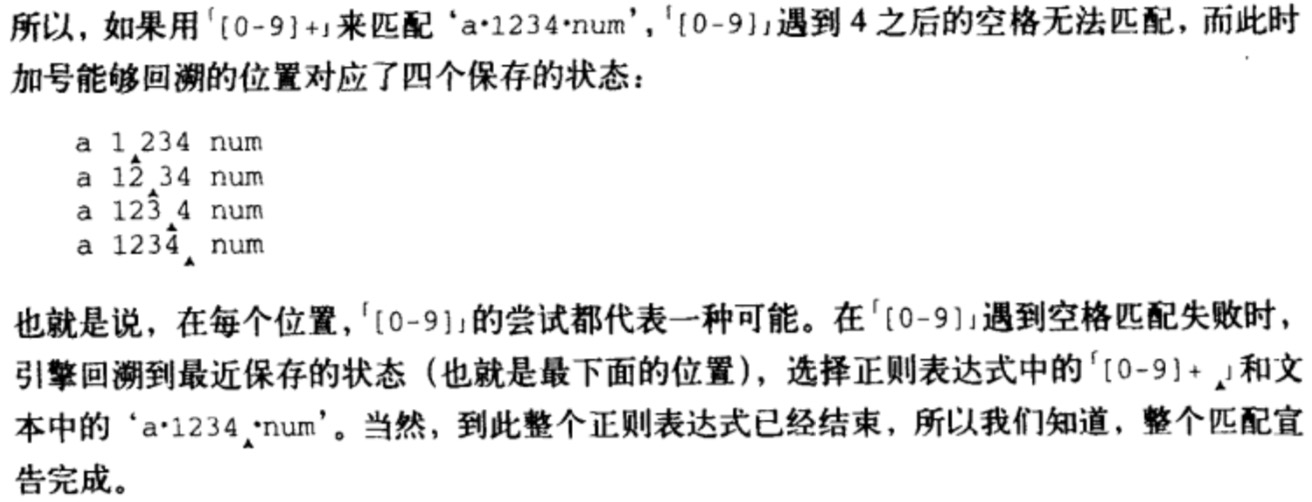 所以，如果用「[0-9]+」来匹配‘a·1234·num’，「[0-9]」遇到4之后的空格无法匹配，而此时
加号能够回溯的位置对应了四个保存的状态：
a 1▲234 num
a 12▲34 num
a 123▲4 num
a 1234▲ num
也就是说，在每个位置，「[0-9]」的尝试都代表一种可能。在「[0-9]」遇到空格匹配失败时，
引擎回溯到最近保存的状态（也就是最下面的位置），选择正则表达式中的「[0-9]+▲」和文
本中的‘a·1234▲·num’。当然，到此整个正则表达式已经结束，所以我们知道，整个匹配宣
告完成。